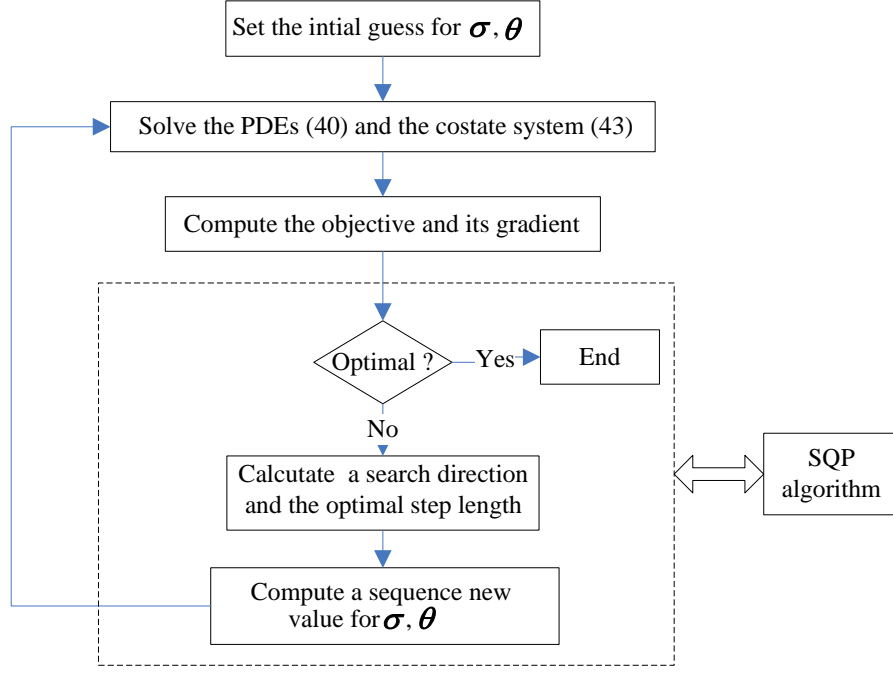 Set the intial guess for σ, θ
Solve the PDEs (40) and the costate system (43)
Compute the objective and its gradient
Optimal ?
Yes
End
No
Calcutate a search direction
and the optimal step length
SQP
algorithm
Compute a sequence new
value for σ, θ